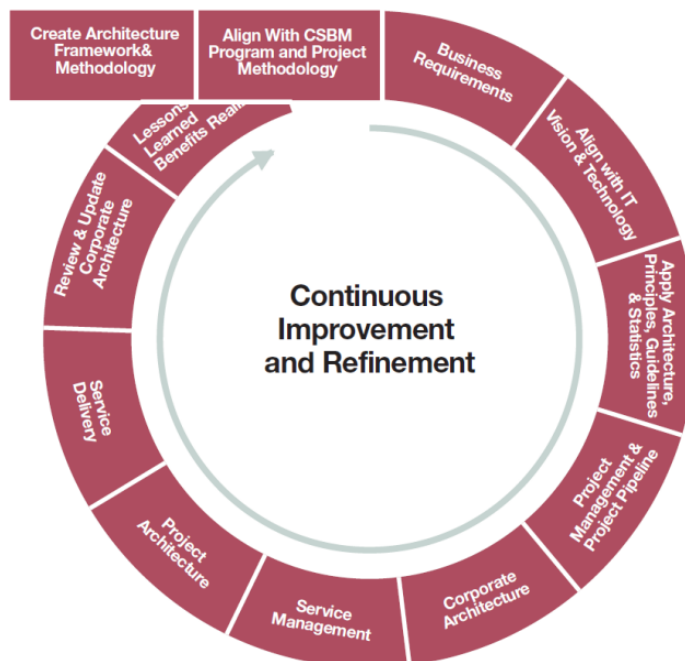 Create Architecture
Framework&
Methodology
Align With CSBM
Program and Project
Methodology
Business
Requirements
Align with IT
Vision & Technology
Apply Architecture,
Principles, Guidelines
& Statistics
Project
Management &
Project Pipeline
Corporate
Architecture
Service
Management
Project
Architecture
Service
Delivery
Review & Update
Corporate
Architecture
Lessons
Learned
Benefits
Continuous
Improvement
and Refinement